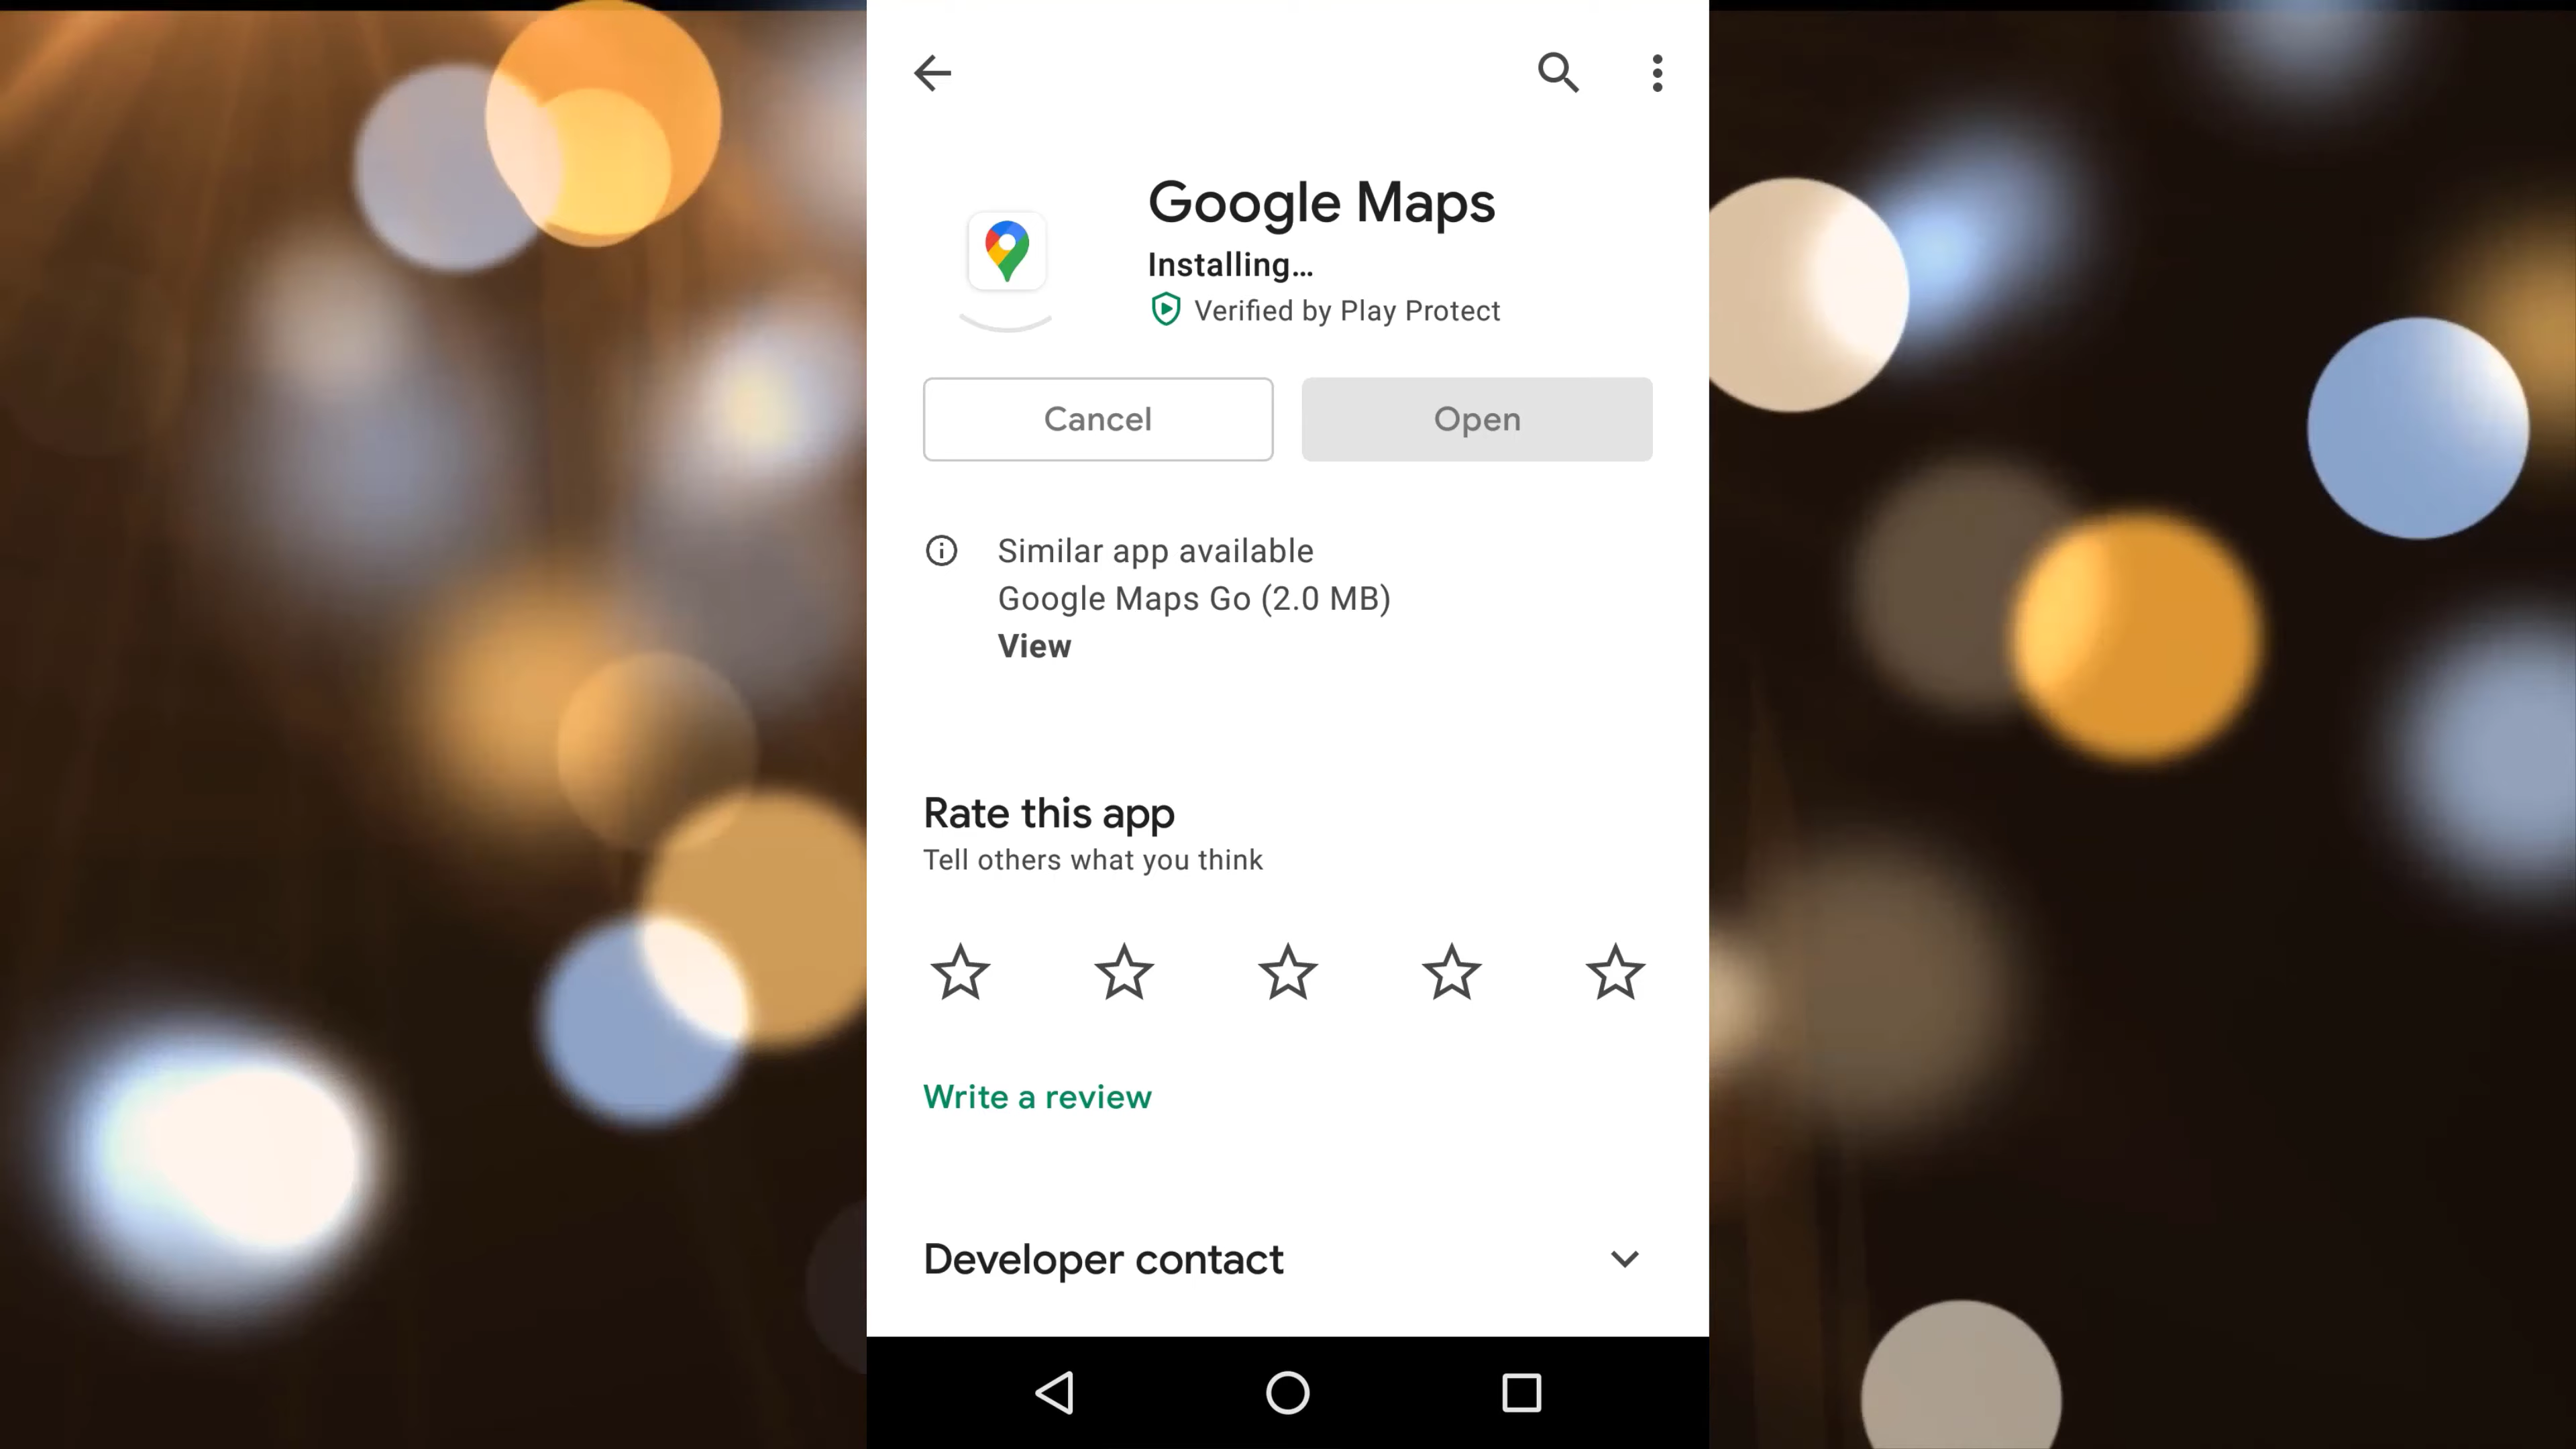 Google Maps
Installing...
Verified by Play Protect
Cancel
Open
Similar app available
Google Maps Go (2.0 MB)
View
Rate this app
Tell others what you think
Write a review
Developer contact